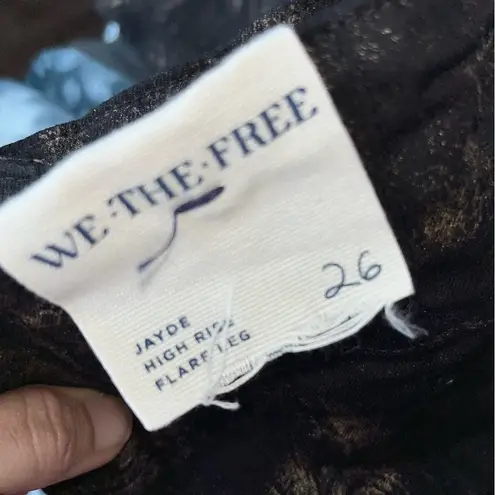 WE·THE·FREE
26
JAYDE
HIGH RISE
FLARE LEG